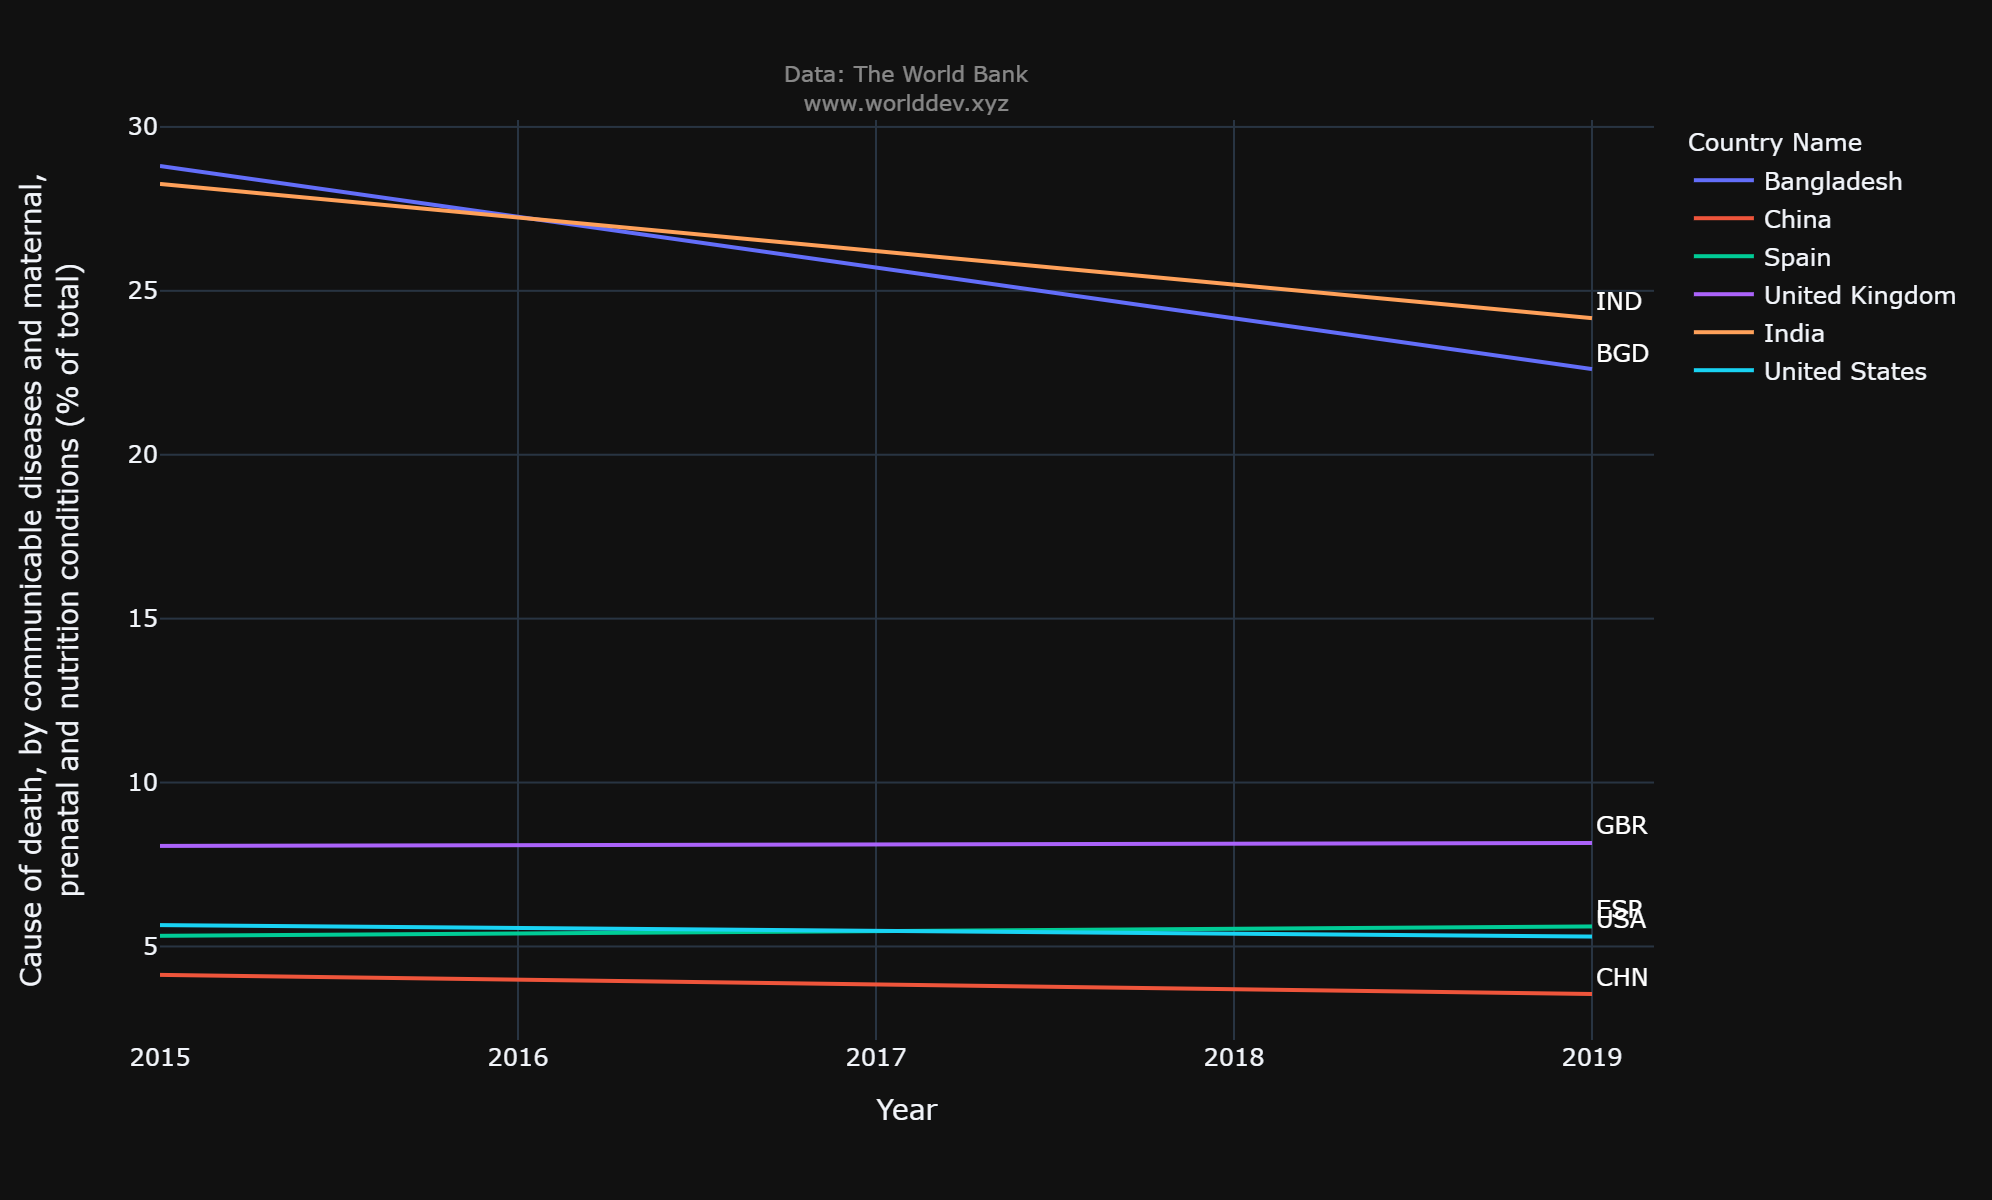 Data: The World Bank
www.worlddev.xyz
Cause of death, by communicable diseases and maternal,
prenatal and nutrition conditions (% of total)
30
25
20
15
10
5
2015
2016
2017
2018
2019
Year
IND
BGD
GBR
ESP
USA
CHN
Country Name
Bangladesh
China
Spain
United Kingdom
India
United States